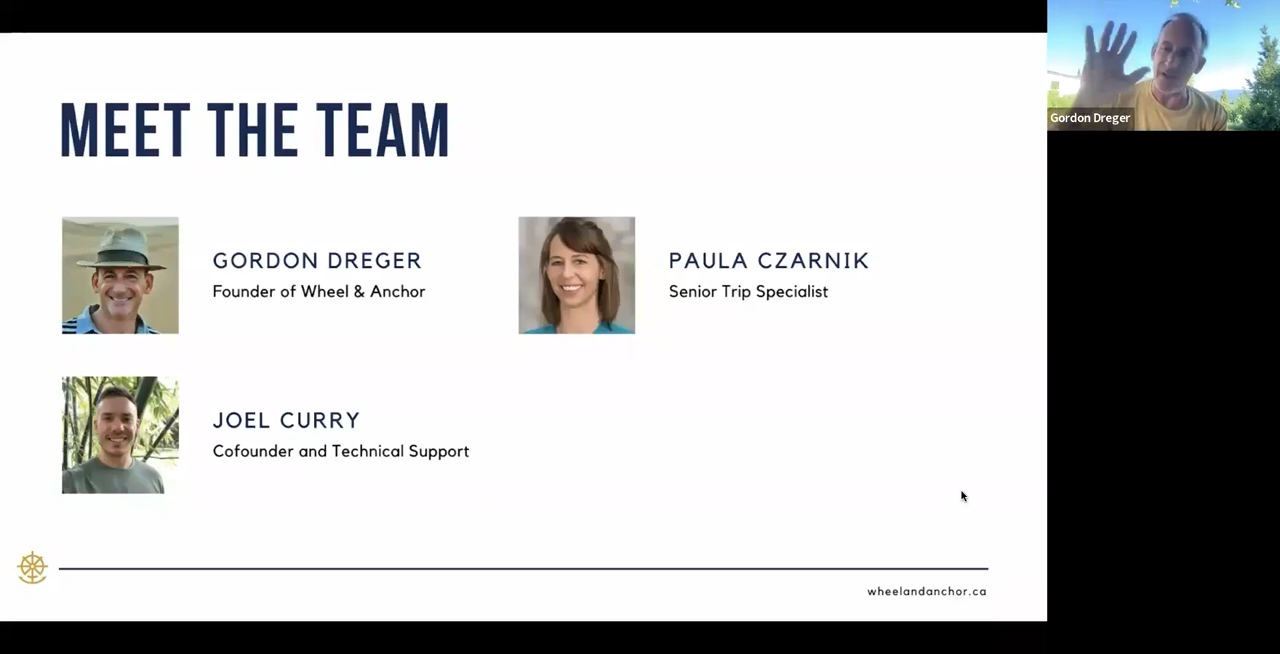 MEET THE TEAM
GORDON DREGER
Founder of Wheel & Anchor
PAULA CZARNIK
Senior Trip Specialist
JOEL CURRY
Cofounder and Technical Support
wheelandanchor.ca
Gordon Dreger